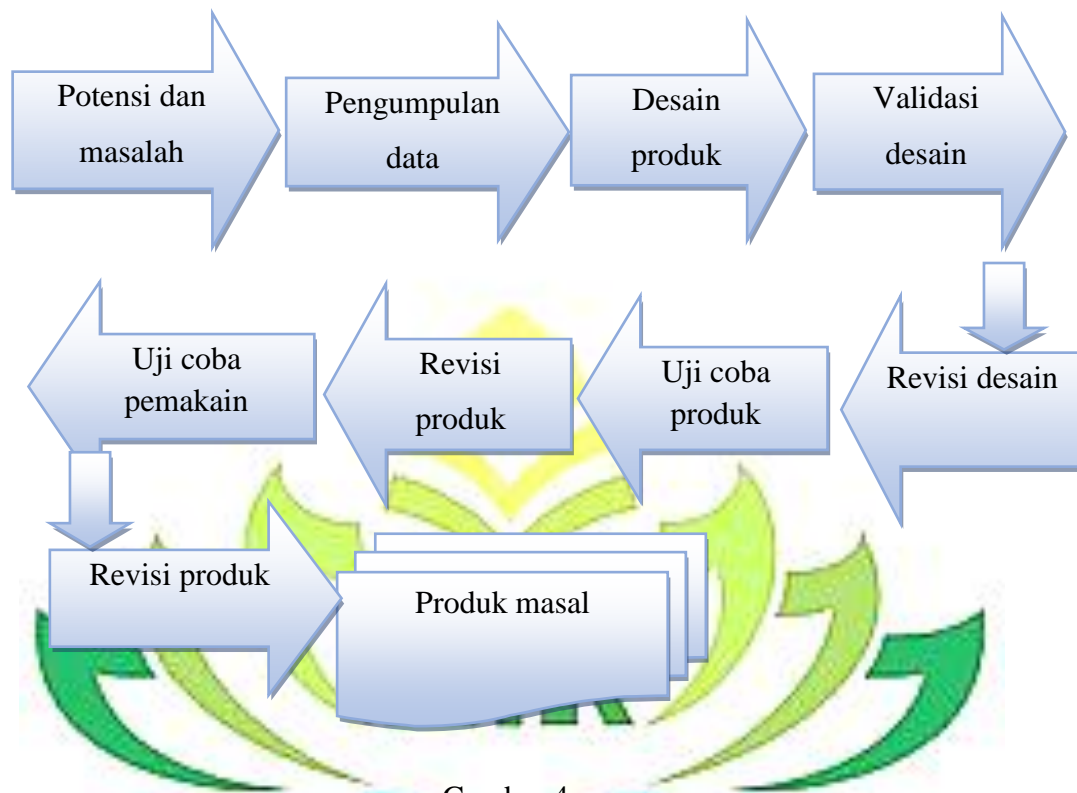 Potensi dan
masalah
Pengumpulan
data
Desain
produk
Validasi
desain
Revisi desain
Uji coba
produk
Revisi
produk
Uji coba
pemakain
Revisi produk
Produk masal